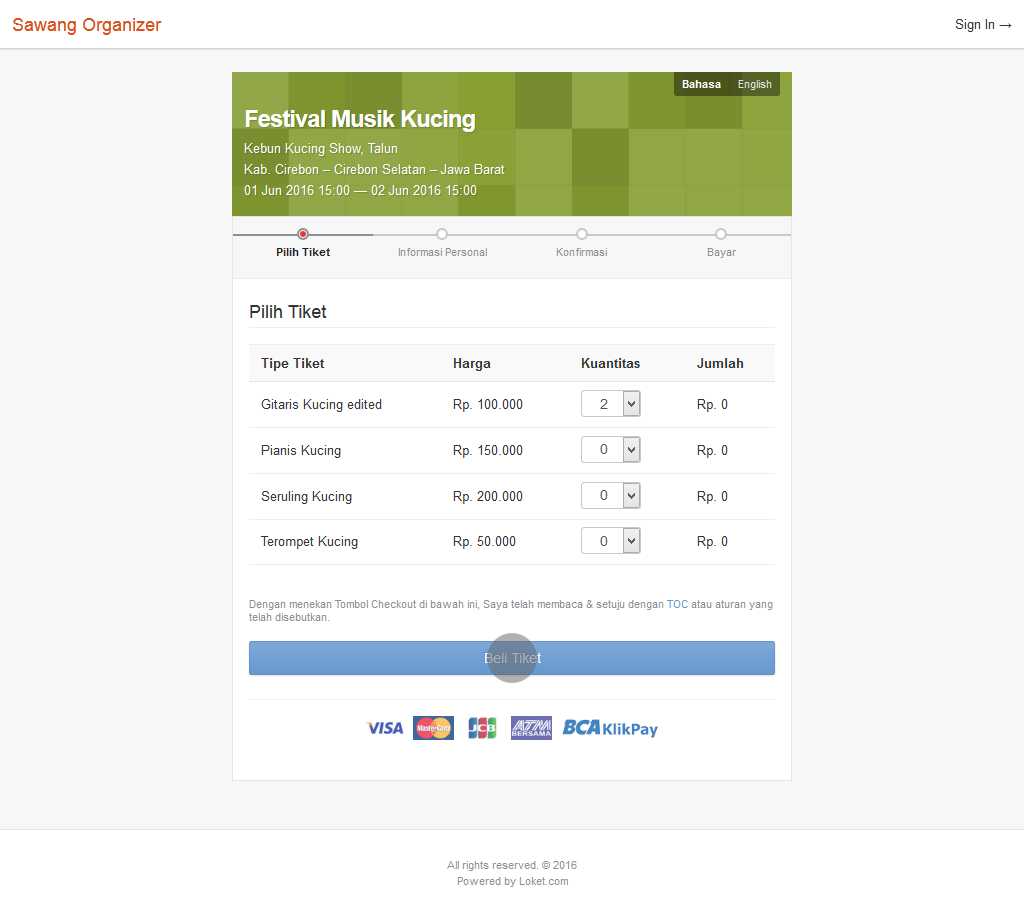 Sawang Organizer
Sign In →
Bahasa English
Festival Musik Kucing
Kebun Kucing Show, Talun
Kab. Cirebon – Cirebon Selatan – Jawa Barat
01 Jun 2016 15:00 — 02 Jun 2016 15:00
Pilih Tiket Informasi Personal Konfirmasi Bayar
Pilih Tiket
Tipe Tiket Harga Kuantitas Jumlah
Gitaris Kucing edited Rp. 100.000 2 Rp. 0
Pianis Kucing Rp. 150.000 0 Rp. 0
Seruling Kucing Rp. 200.000 0 Rp. 0
Terompet Kucing Rp. 50.000 0 Rp. 0
Dengan menekan Tombol Checkout di bawah ini, Saya telah membaca & setuju dengan TOC atau aturan yang
telah disebutkan.
Beli Tiket
VISA MasterCard JCB ATM BERSAMA BCA KlikPay
All rights reserved. © 2016
Powered by Loket.com